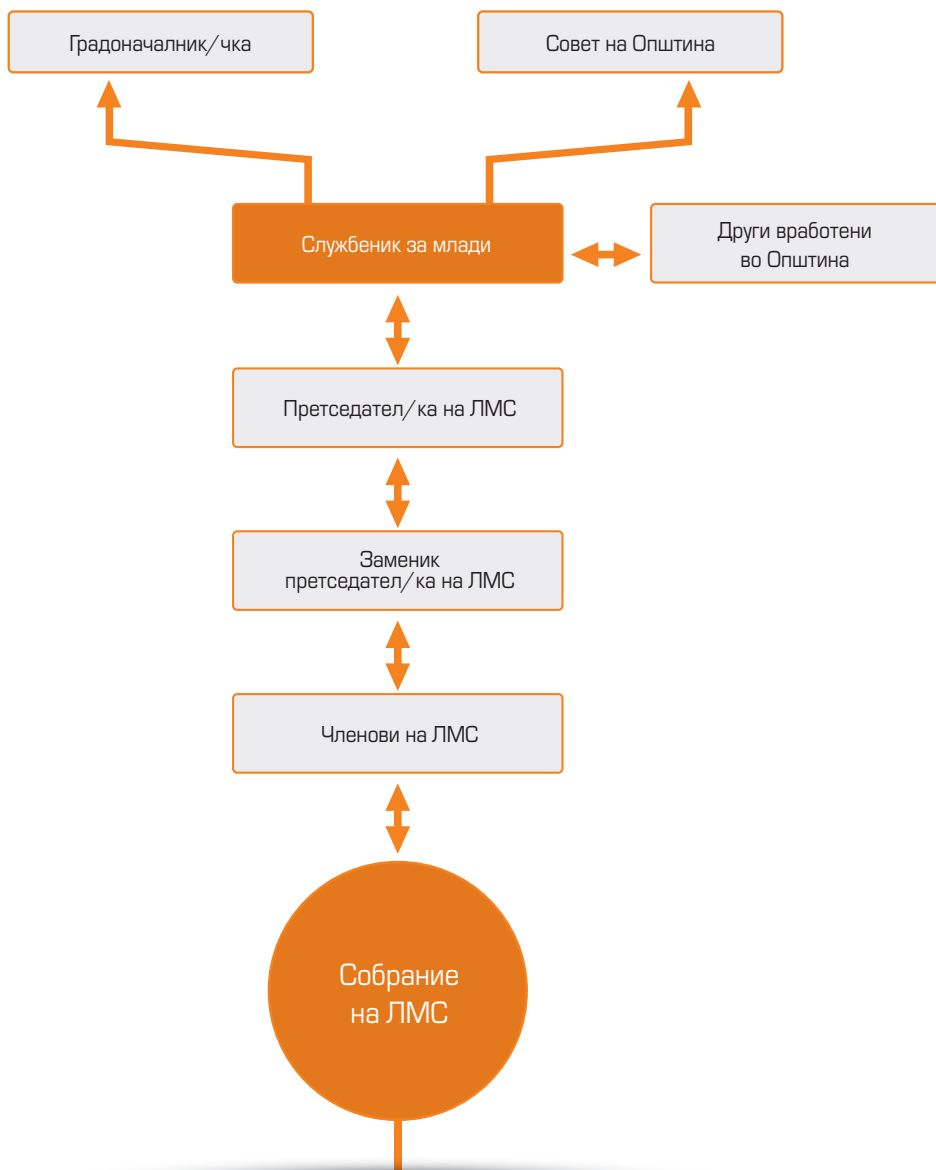 Градоначалник/чка
Совет на Општина
Службеник за млади
Други вработени
во Општина
Претседател/ка на ЛМС
Заменик
претседател/ка на ЛМС
Членови на ЛМС
Собрание
на ЛМС